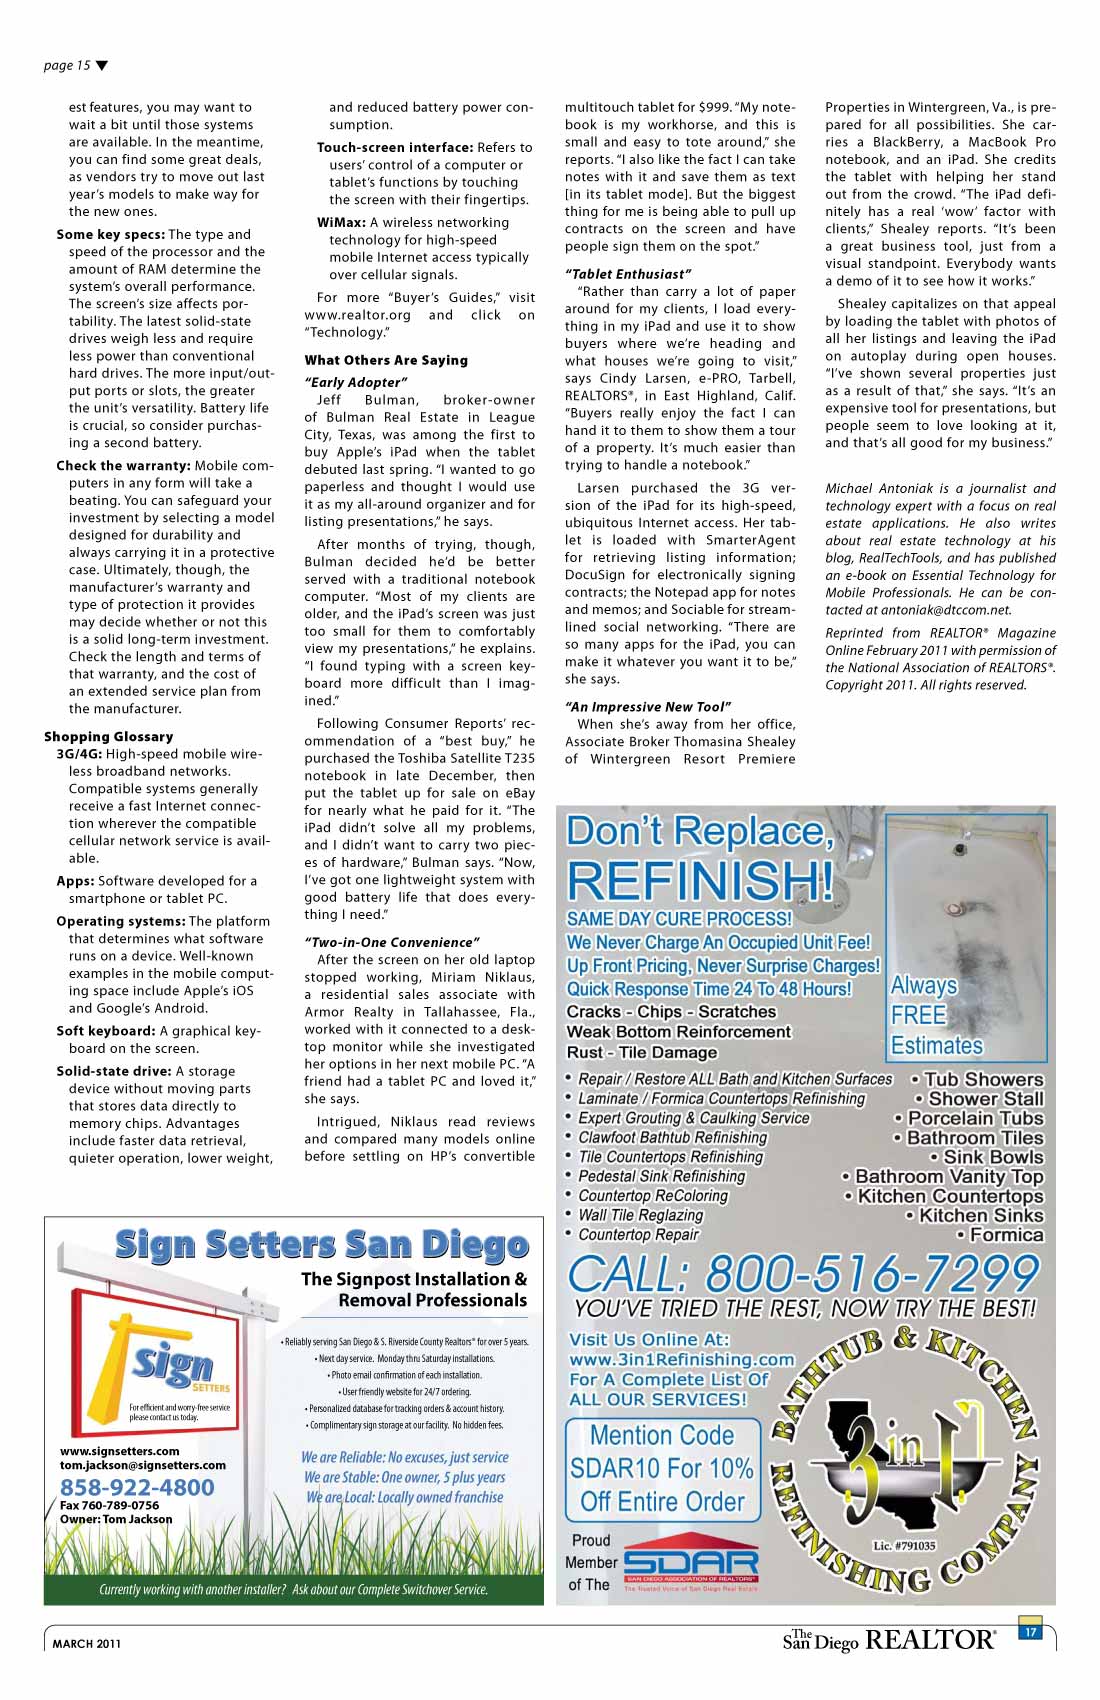 page 15 ▼
est features, you may want to
wait a bit until those systems
are available. In the meantime,
you can find some great deals,
as vendors try to move out last
year's models to make way for
the new ones.
Some key specs: The type and
speed of the processor and the
amount of RAM determine the
system's overall performance.
The screen's size affects por-
tability. The latest solid-state
drives weigh less and require
less power than conventional
hard drives. The more input/out-
put ports or slots, the greater
the unit's versatility. Battery life
is crucial, so consider purchas-
ing a second battery.
Check the warranty: Mobile com-
puters in any form will take a
beating. You can safeguard your
investment by selecting a model
designed for durability and
always carrying it in a protective
case. Ultimately, though, the
manufacturer's warranty and
type of protection it provides
may decide whether or not this
is a solid long-term investment.
Check the length and terms of
that warranty, and the cost of
an extended service plan from
the manufacturer.
Shopping Glossary
3G/4G: High-speed mobile wire-
less broadband networks.
Compatible systems generally
receive a fast Internet connec-
tion wherever the compatible
cellular network service is avail-
able.
Apps: Software developed for a
smartphone or tablet PC.
Operating systems: The platform
that determines what software
runs on a device. Well-known
examples in the mobile comput-
ing space include Apple's iOS
and Google's Android.
Soft keyboard: A graphical key-
board on the screen.
Solid-state drive: A storage
device without moving parts
that stores data directly to
memory chips. Advantages
include faster data retrieval,
quieter operation, lower weight,
and reduced battery power con-
sumption.
Touch-screen interface: Refers to
users' control of a computer or
tablet's functions by touching
the screen with their fingertips.
WiMax: A wireless networking
technology for high-speed
mobile Internet access typically
over cellular signals.
For more "Buyer's Guides," visit
www.realtor.org and click on
"Technology."
What Others Are Saying
"Early Adopter"
Jeff Bulman, broker-owner
of Bulman Real Estate in League
City, Texas, was among the first to
buy Apple's iPad when the tablet
debuted last spring. "I wanted to go
paperless and thought I would use
it as my all-around organizer and for
listing presentations," he says.
After months of trying, though,
Bulman decided he'd be better
served with a traditional notebook
computer. "Most of my clients are
older, and the iPad's screen was just
too small for them to comfortably
view my presentations," he explains.
"I found typing with a screen key-
board more difficult than I imag-
ined."
Following Consumer Reports' rec-
ommendation of a "best buy," he
purchased the Toshiba Satellite T235
notebook in late December, then
put the tablet up for sale on eBay
for nearly what he paid for it. "The
iPad didn't solve all my problems,
and I didn't want to carry two piec-
es of hardware," Bulman says. "Now,
I've got one lightweight system with
good battery life that does every-
thing I need."
"Two-in-One Convenience"
After the screen on her old laptop
stopped working, Miriam Niklaus,
a residential sales associate with
Armor Realty in Tallahassee, Fla.,
worked with it connected to a desk-
top monitor while she investigated
her options in her next mobile PC. "A
friend had a tablet PC and loved it,"
she says.
Intrigued, Niklaus read reviews
and compared many models online
before settling on HP's convertible
multitouch tablet for $999. "My note-
book is my workhorse, and this is
small and easy to tote around," she
reports. "I also like the fact I can take
notes with it and save them as text
[in its tablet mode]. But the biggest
thing for me is being able to pull up
contracts on the screen and have
people sign them on the spot."
"Tablet Enthusiast"
"Rather than carry a lot of paper
around for my clients, I load every-
thing in my iPad and use it to show
buyers where we're heading and
what houses we're going to visit,"
says Cindy Larsen, e-PRO, Tarbell,
REALTORS®, in East Highland, Calif.
"Buyers really enjoy the fact I can
hand it to them to show them a tour
of a property. It's much easier than
trying to handle a notebook."
Larsen purchased the 3G ver-
sion of the iPad for its high-speed,
ubiquitous Internet access. Her tab-
let is loaded with SmarterAgent
for retrieving listing information;
DocuSign for electronically signing
contracts; the Notepad app for notes
and memos; and Sociable for stream-
lined social networking. "There are
so many apps for the iPad, you can
make it whatever you want it to be,"
she says.
"An Impressive New Tool"
When she's away from her office,
Associate Broker Thomasina Shealey
of Wintergreen Resort Premiere
Properties in Wintergreen, Va., is pre-
pared for all possibilities. She car-
ries a BlackBerry, a MacBook Pro
notebook, and an iPad. She credits
the tablet with helping her stand
out from the crowd. "The iPad defi-
nitely has a real 'wow' factor with
clients," Shealey reports. "It's been
a great business tool, just from a
visual standpoint. Everybody wants
a demo of it to see how it works."
Shealey capitalizes on that appeal
by loading the tablet with photos of
all her listings and leaving the iPad
on autoplay during open houses.
"I've shown several properties just
as a result of that," she says. "It's an
expensive tool for presentations, but
people seem to love looking at it,
and that's all good for my business."
Michael Antoniak is a journalist and
technology expert with a focus on real
estate applications. He also writes
about real estate technology at his
blog, RealTechTools, and has published
an e-book on Essential Technology for
Mobile Professionals. He can be con-
tacted at antoniak@dtccom.net.
Reprinted from REALTOR® Magazine
Online February 2011 with permission of
the National Association of REALTORS®.
Copyright 2011. All rights reserved.
Sign Setters San Diego
The Signpost Installation &
Removal Professionals
• Reliably serving San Diego & S. Riverside County Realtors® for over 5 years.
• Next day service. Monday thru Saturday installations.
• Photo email confirmation of each installation.
• User friendly website for 24/7 ordering.
• Personalized database for tracking orders & account history.
• Complimentary sign storage at our facility. No hidden fees.
We are Reliable: No excuses, just service
We are Stable: One owner, 5 plus years
We are Local: Locally owned franchise
sign
SETTERS
For efficient and worry-free service
please contact us today.
www.signsetters.com
tom.jackson@signsetters.com
858-922-4800
Fax 760-789-0756
Owner: Tom Jackson
Currently working with another installer? Ask about our Complete Switchover Service.
Don't Replace,
REFINISH!
SAME DAY CURE PROCESS!
We Never Charge An Occupied Unit Fee!
Up Front Pricing, Never Surprise Charges!
Quick Response Time 24 To 48 Hours!
Cracks - Chips - Scratches
Weak Bottom Reinforcement
Rust - Tile Damage
Always
FREE
Estimates
• Repair / Restore ALL Bath and Kitchen Surfaces
• Laminate / Formica Countertops Refinishing
• Expert Grouting & Caulking Service
• Clawfoot Bathtub Refinishing
• Tile Countertops Refinishing
• Pedestal Sink Refinishing
• Countertop ReColoring
• Wall Tile Reglazing
• Countertop Repair
• Tub Showers
• Shower Stall
• Porcelain Tubs
• Bathroom Tiles
• Sink Bowls
• Bathroom Vanity Top
• Kitchen Countertops
• Kitchen Sinks
• Formica
CALL: 800-516-7299
YOU'VE TRIED THE REST, NOW TRY THE BEST!
Visit Us Online At:
www.3in1Refinishing.com
For A Complete List Of
ALL OUR SERVICES!
Mention Code
SDAR10 For 10%
Off Entire Order
Proud
Member
of The
SDAR
SAN DIEGO ASSOCIATION OF REALTORS®
The Trusted Voice of San Diego Real Estate
BATHTUB & KITCHEN
3 in 1
Lic. #791035
REFINISHING COMPANY
MARCH 2011
The San Diego REALTOR®
17